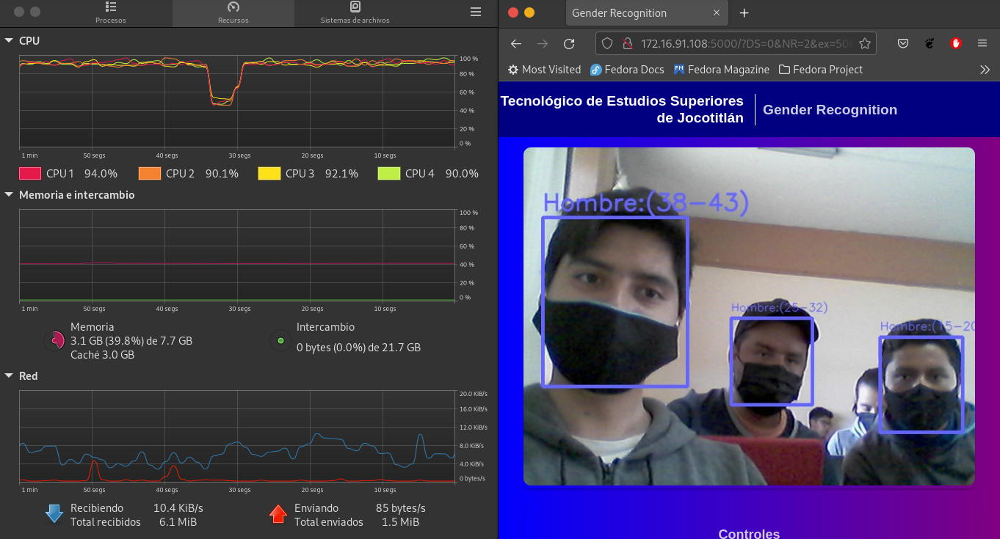 Procesos
Recursos
Sistemas de archivos
CPU
100 %
80 %
60 %
40 %
20 %
0 %
1 min
50 segs
40 segs
30 segs
20 segs
10 segs
CPU 1 94.0%
CPU 2 90.1%
CPU 3 92.1%
CPU 4 90.0%
Memoria e intercambio
100 %
80 %
60 %
40 %
20 %
0 %
1 min
50 segs
40 segs
30 segs
20 segs
10 segs
Memoria
3.1 GB (39.8%) de 7.7 GB
Caché 3.0 GB
Intercambio
0 bytes (0.0%) de 21.7 GB
Red
20.0 KiB/s
16.0 KiB/s
12.0 KiB/s
8.0 KiB/s
4.0 KiB/s
0 bytes/s
1 min
50 segs
40 segs
30 segs
20 segs
10 segs
Recibiendo 10.4 KiB/s
Total recibidos 6.1 MiB
Enviando 85 bytes/s
Total enviados 1.5 MiB
Gender Recognition
172.16.91.108:5000/?DS=0&NR=2&ex=50
Most Visited
Fedora Docs
FM
Fedora Magazine
Fedora Project
Tecnológico de Estudios Superiores
de Jocotitlán
Gender Recognition
Hombre:(38-43)
Hombre:(25-32)
Hombre:(15-20
Controles